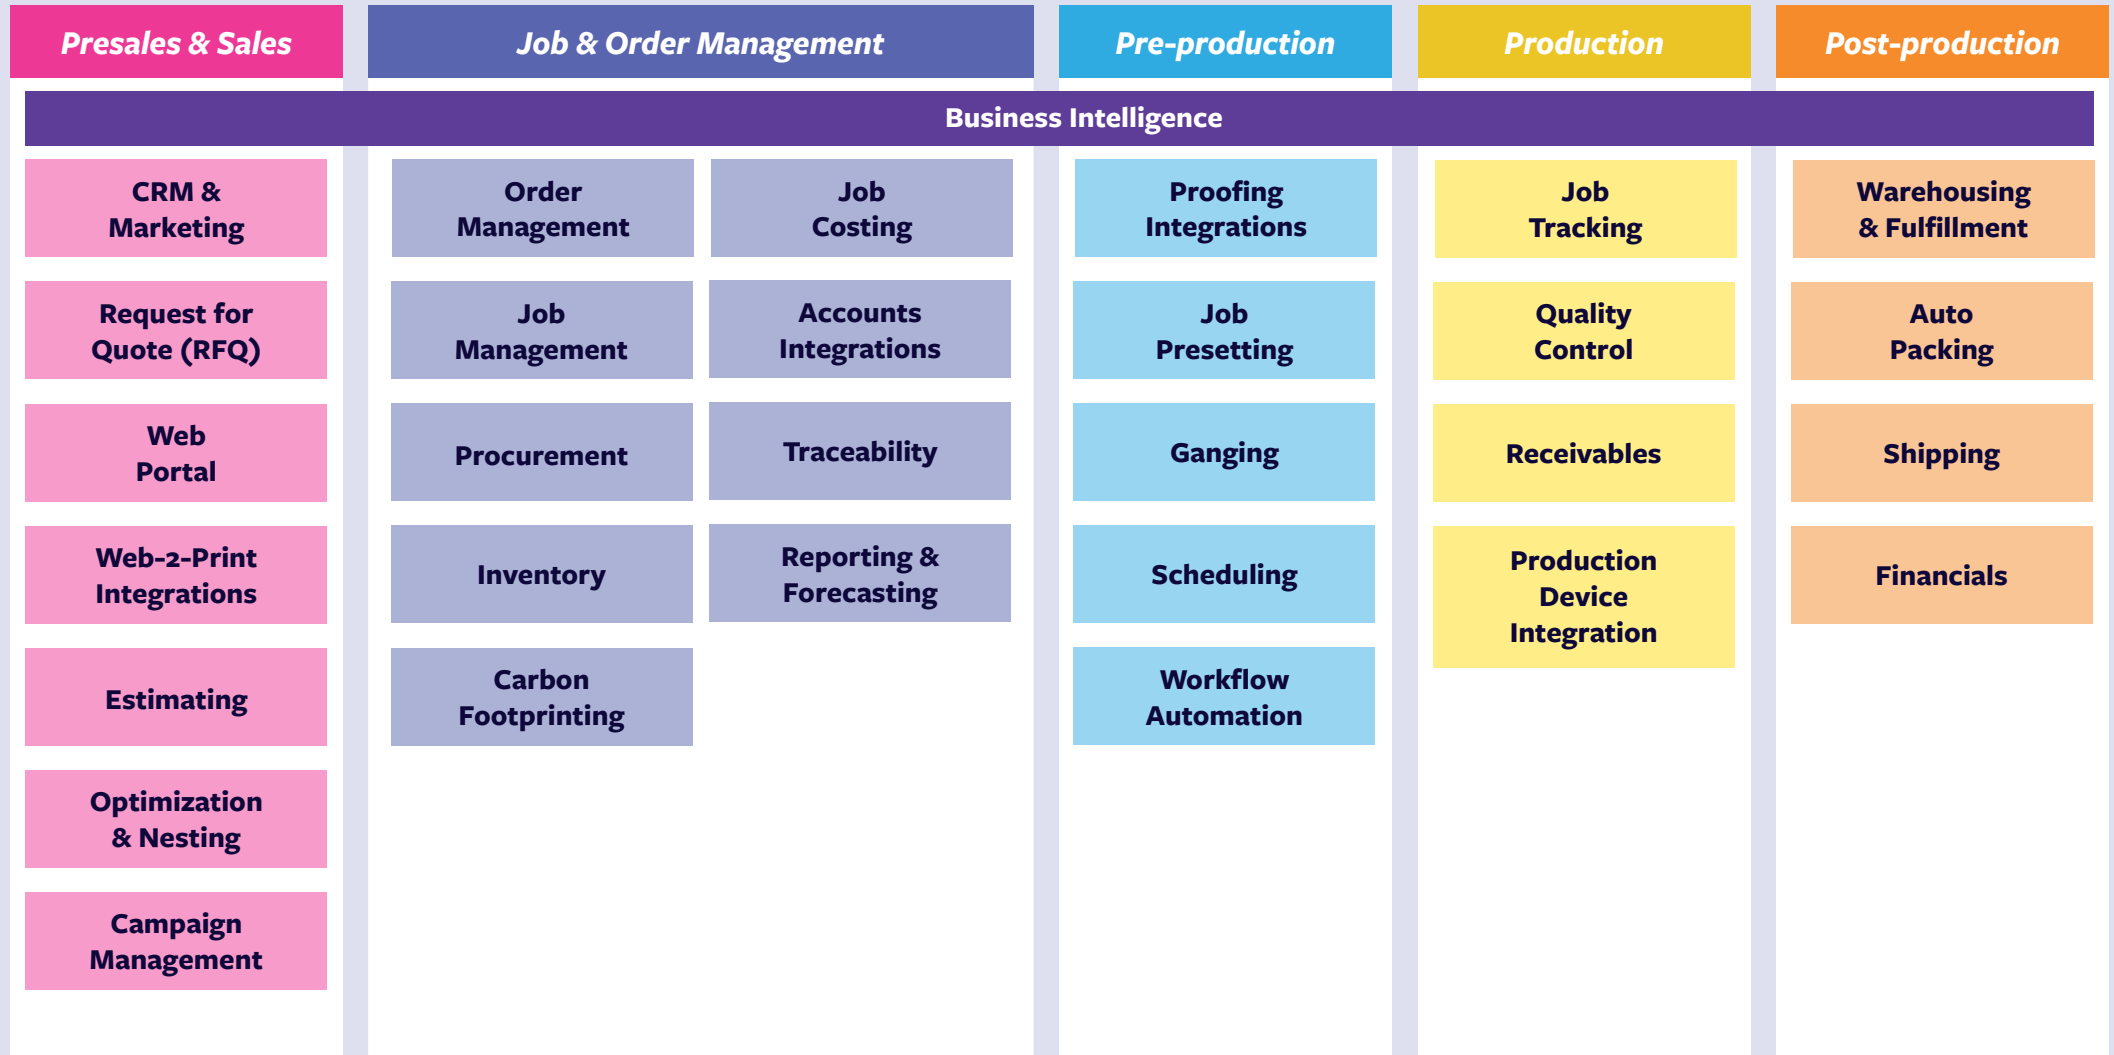 Presales & Sales
Job & Order Management
Pre-production
Production
Post-production
Business Intelligence
CRM &
Marketing
Request for
Quote (RFQ)
Web
Portal
Web-2-Print
Integrations
Estimating
Optimization
& Nesting
Campaign
Management
Order
Management
Job
Management
Procurement
Inventory
Carbon
Footprinting
Job
Costing
Accounts
Integrations
Traceability
Reporting &
Forecasting
Proofing
Integrations
Job
Presetting
Ganging
Scheduling
Workflow
Automation
Job
Tracking
Quality
Control
Receivables
Production
Device
Integration
Warehousing
& Fulfillment
Auto
Packing
Shipping
Financials